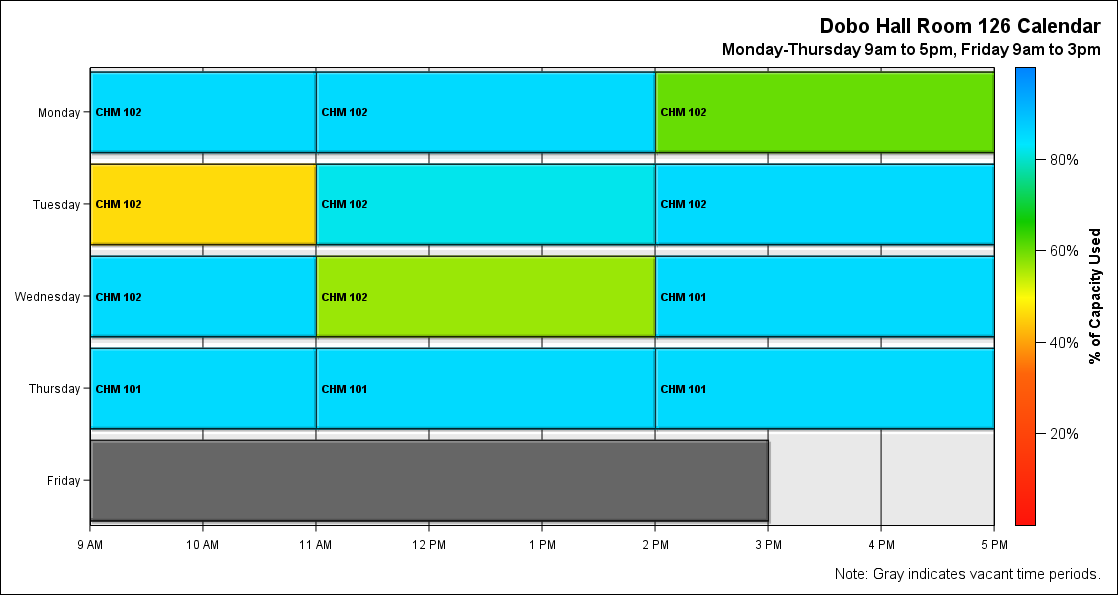 Dobo Hall Room 126 Calendar
Monday-Thursday 9am to 5pm, Friday 9am to 3pm
Monday
CHM 102
CHM 102
CHM 102
Tuesday
CHM 102
CHM 102
CHM 102
Wednesday
CHM 102
CHM 102
CHM 101
Thursday
CHM 101
CHM 101
CHM 101
Friday
9 AM
10 AM
11 AM
12 PM
1 PM
2 PM
3 PM
4 PM
5 PM
80%
60%
40%
20%
% of Capacity Used
Note: Gray indicates vacant time periods.